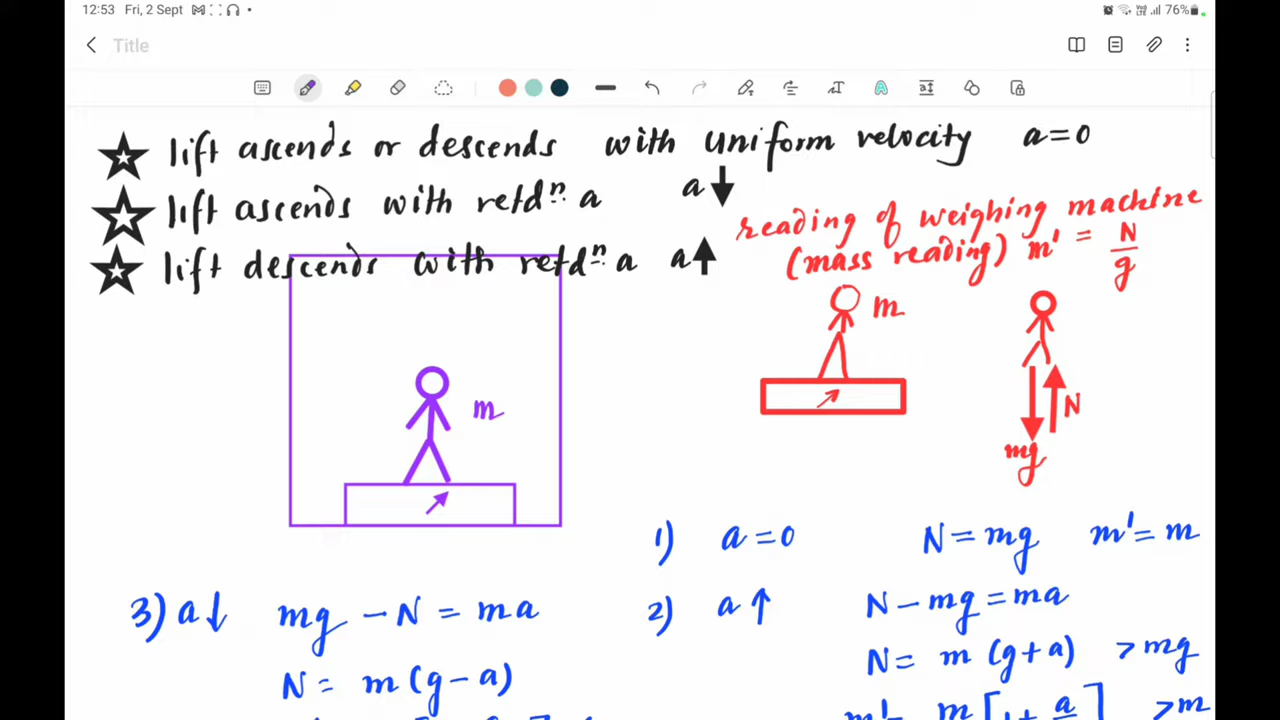 12:53 Fri, 2 Sept
76%
Title
lift ascends or descends with uniform velocity a=0
lift ascends with retdⁿ. a a ↓
lift descends with retdⁿ. a a ↑
reading of weighing machine
(mass reading) m' = N/g
m
m
N
mg
1) a = 0 N = mg m' = m
2) a ↑ N - mg = ma
N = m (g + a) > mg
3) a ↓ mg - N = ma
N = m (g - a)
m [1 + a > m